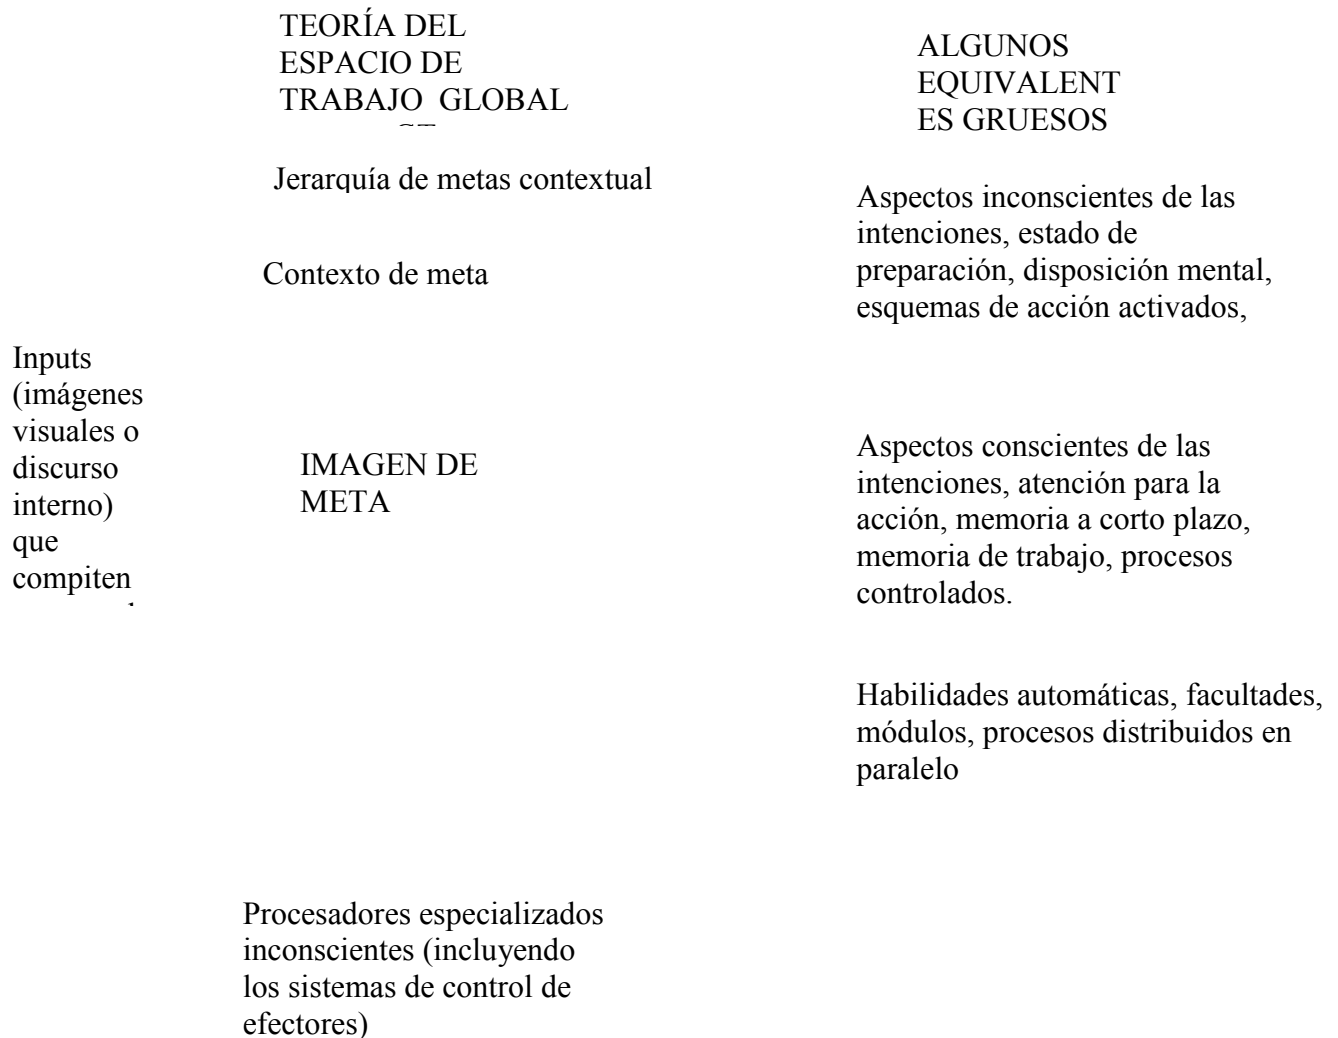 TEORÍA DEL
ESPACIO DE
TRABAJO GLOBAL
Jerarquía de metas contextual
Contexto de meta
Inputs
(imágenes
visuales o
discurso
interno)
que
compiten
IMAGEN DE
META
Procesadores especializados
inconscientes (incluyendo
los sistemas de control de
efectores)
ALGUNOS
EQUIVALENT
ES GRUESOS
Aspectos inconscientes de las
intenciones, estado de
preparación, disposición mental,
esquemas de acción activados,
Aspectos conscientes de las
intenciones, atención para la
acción, memoria a corto plazo,
memoria de trabajo, procesos
controlados.
Habilidades automáticas, facultades,
módulos, procesos distribuidos en
paralelo